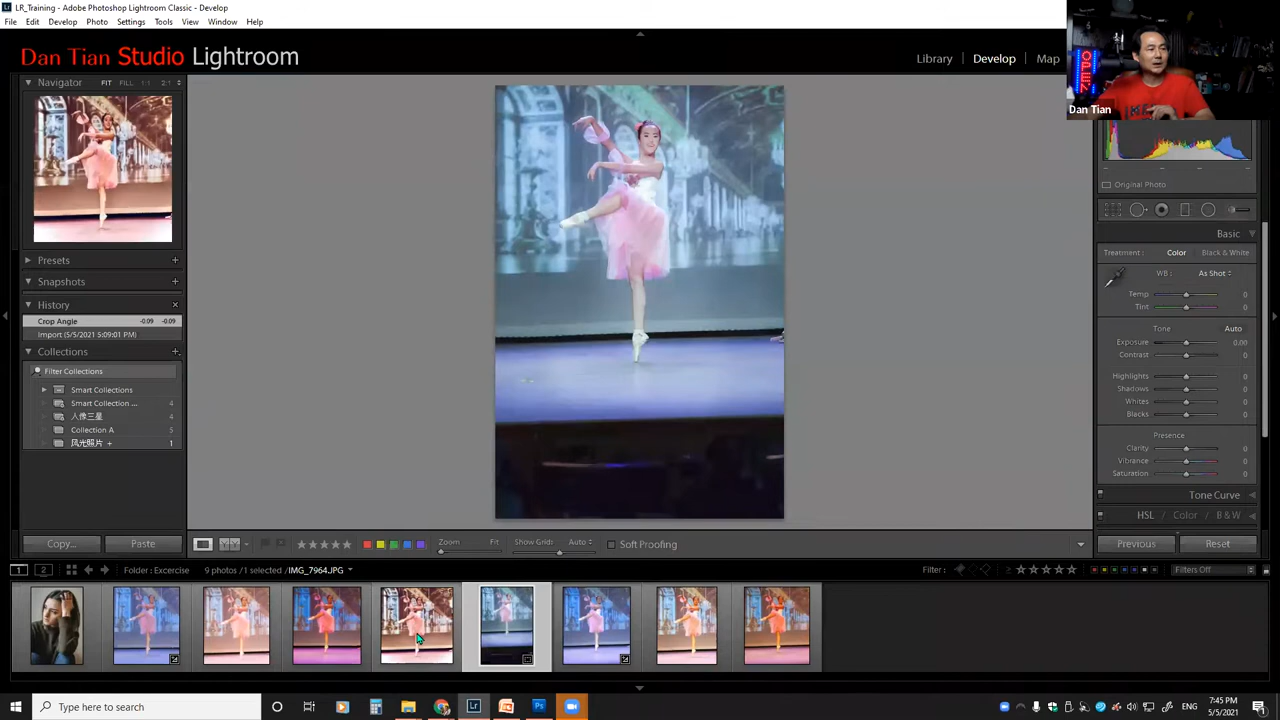 LR_Training - Adobe Photoshop Lightroom Classic - Develop
File Edit Develop Photo Settings Tools View Window Help
Dan Tian Studio Lightroom
Library Develop Map
Dan Tian
Navigator FIT FILL 1:1 2:1
Presets
Snapshots
History
Crop Angle -0.09 -0.09
Import (5/5/2021 5:09:01 PM)
Collections
Filter Collections
Smart Collections
Smart Collection ... 4
人像三星 4
Collection A 5
风光照片 + 1
Copy... Paste
Original Photo
Basic
Treatment: Color Black & White
WB: As Shot
Temp 0
Tint 0
Tone Auto
Exposure 0.00
Contrast 0
Highlights 0
Shadows 0
Whites 0
Blacks 0
Presence
Clarity 0
Vibrance 0
Saturation 0
Tone Curve
HSL / Color / B & W
Previous Reset
Zoom Fit Show Grids Auto Soft Proofing
1 2 Folder: Excercise 9 photos /1 selected /IMG_7964.JPG Filter: Filters Off
Type here to search
ENG
7:45 PM
5/5/2021